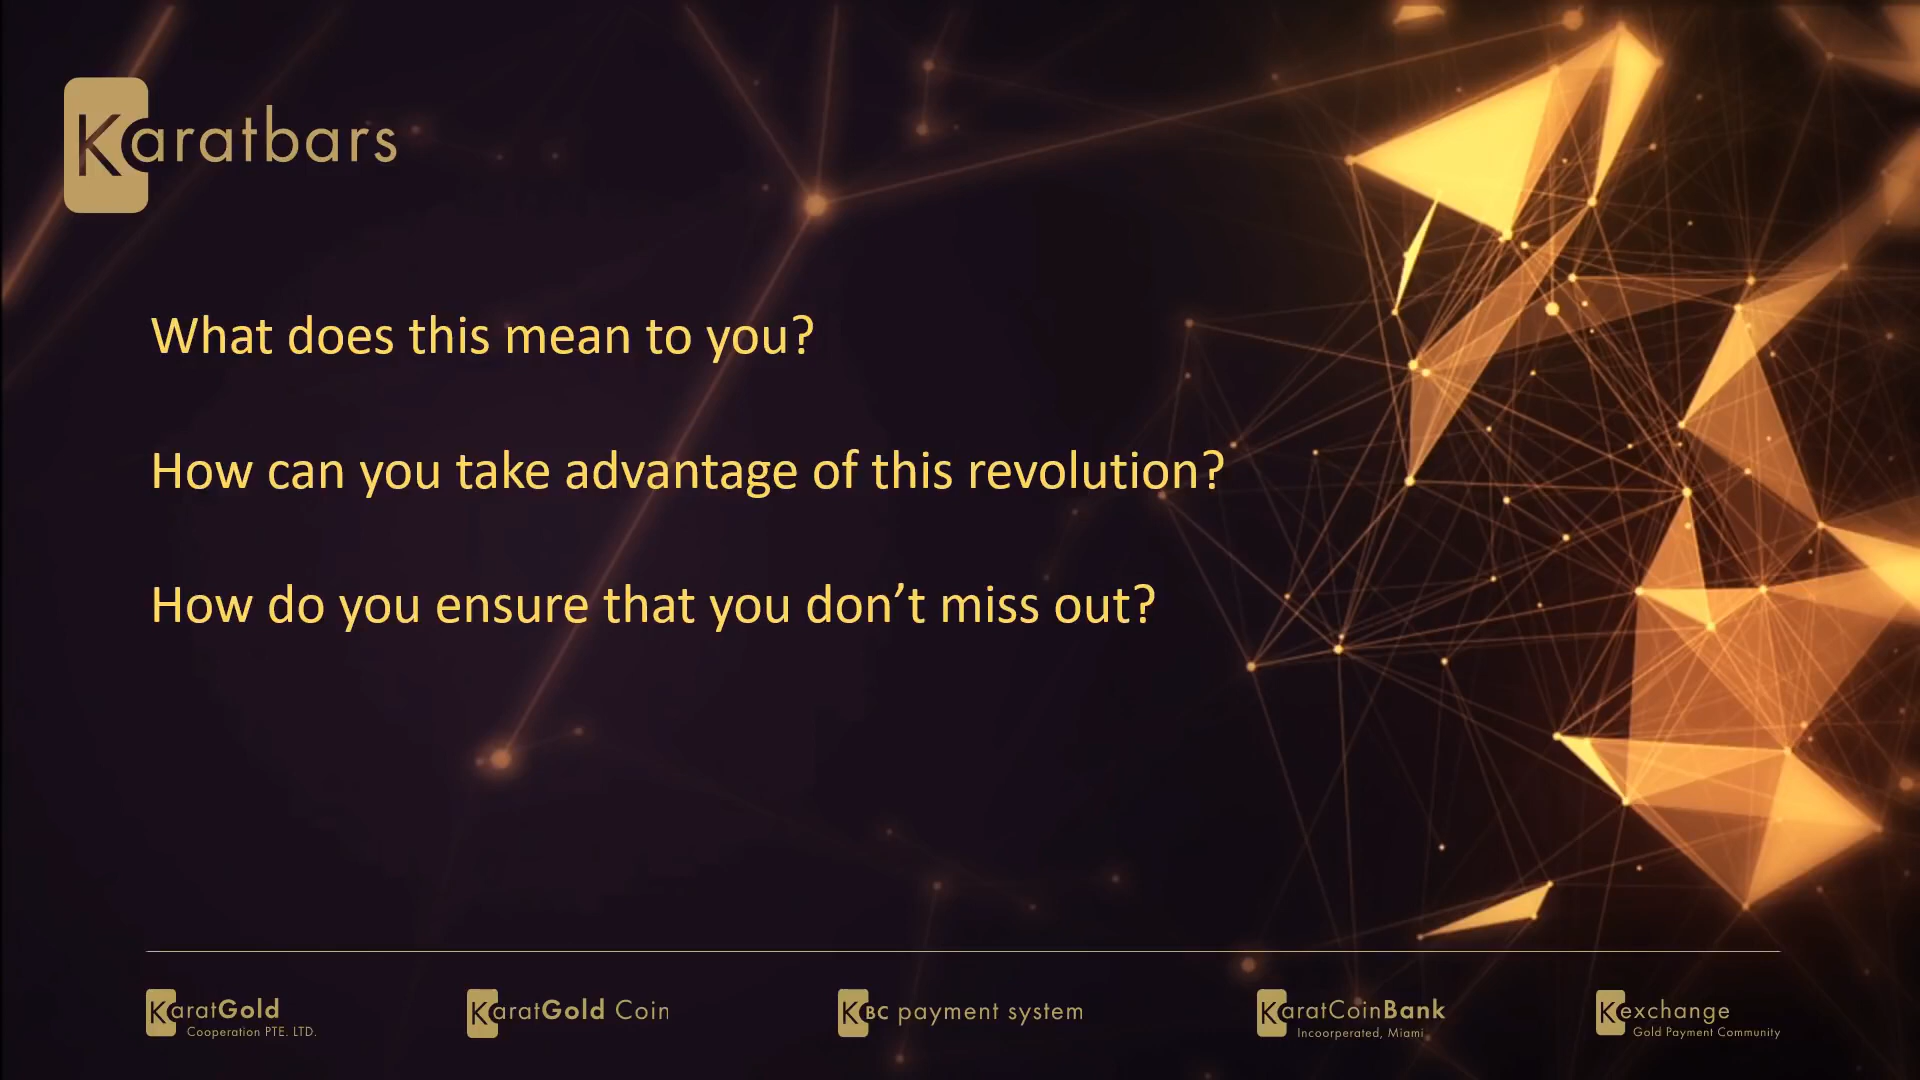 Karatbars
What does this mean to you?
How can you take advantage of this revolution?
How do you ensure that you don’t miss out?
KaratGold
Cooperation PTE. LTD.
KaratGold Coin
KBC payment system
KaratCoinBank
Incoorperated, Miami
Kexchange
Gold Payment Community